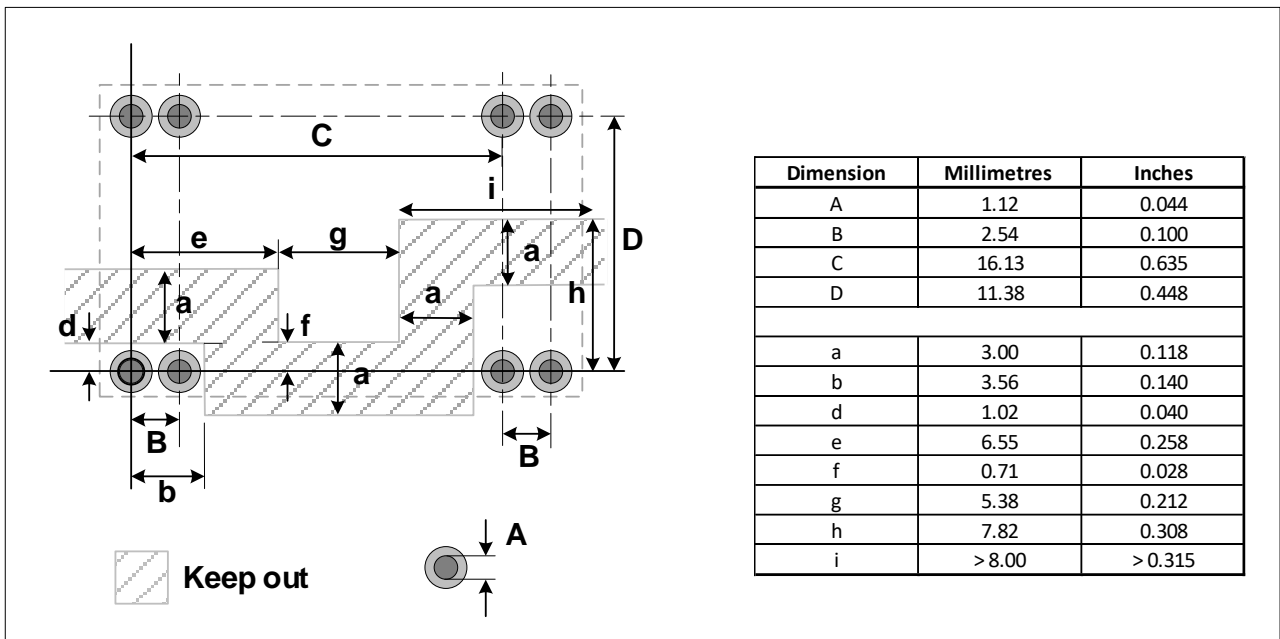 C
i
e
g
D
a
a
h
a
d
f
a
B
B
b
A
Keep out
Dimension Millimetres Inches
A 1.12 0.044
B 2.54 0.100
C 16.13 0.635
D 11.38 0.448
a 3.00 0.118
b 3.56 0.140
d 1.02 0.040
e 6.55 0.258
f 0.71 0.028
g 5.38 0.212
h 7.82 0.308
i > 8.00 > 0.315